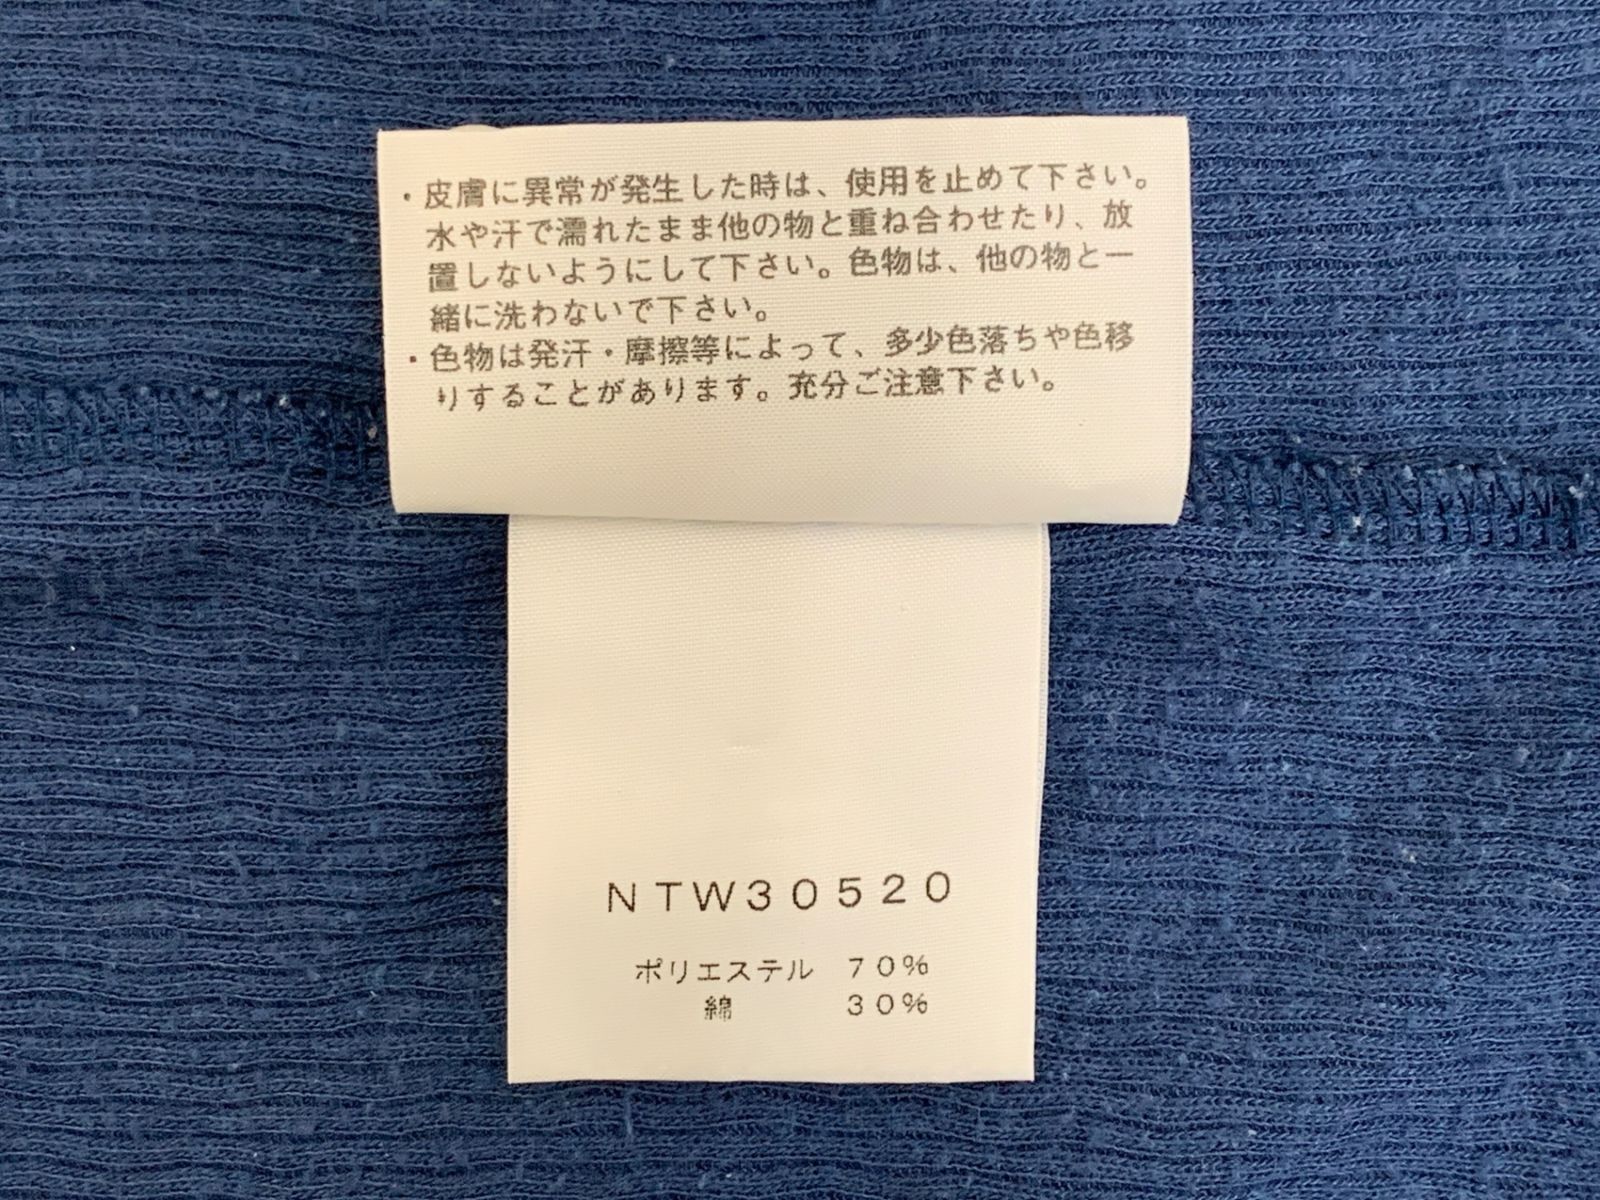 ・皮膚に異常が発生した時は、使用を止めて下さい。
水や汗で濡れたまま他の物と重ね合わせたり、放
置しないようにして下さい。色物は、他の物と一
緒に洗わないで下さい。
・色物は発汗・摩擦等によって、多少色落ちや色移
りすることがあります。充分ご注意下さい。
NTW30520
ポリエステル 70%
綿 30%